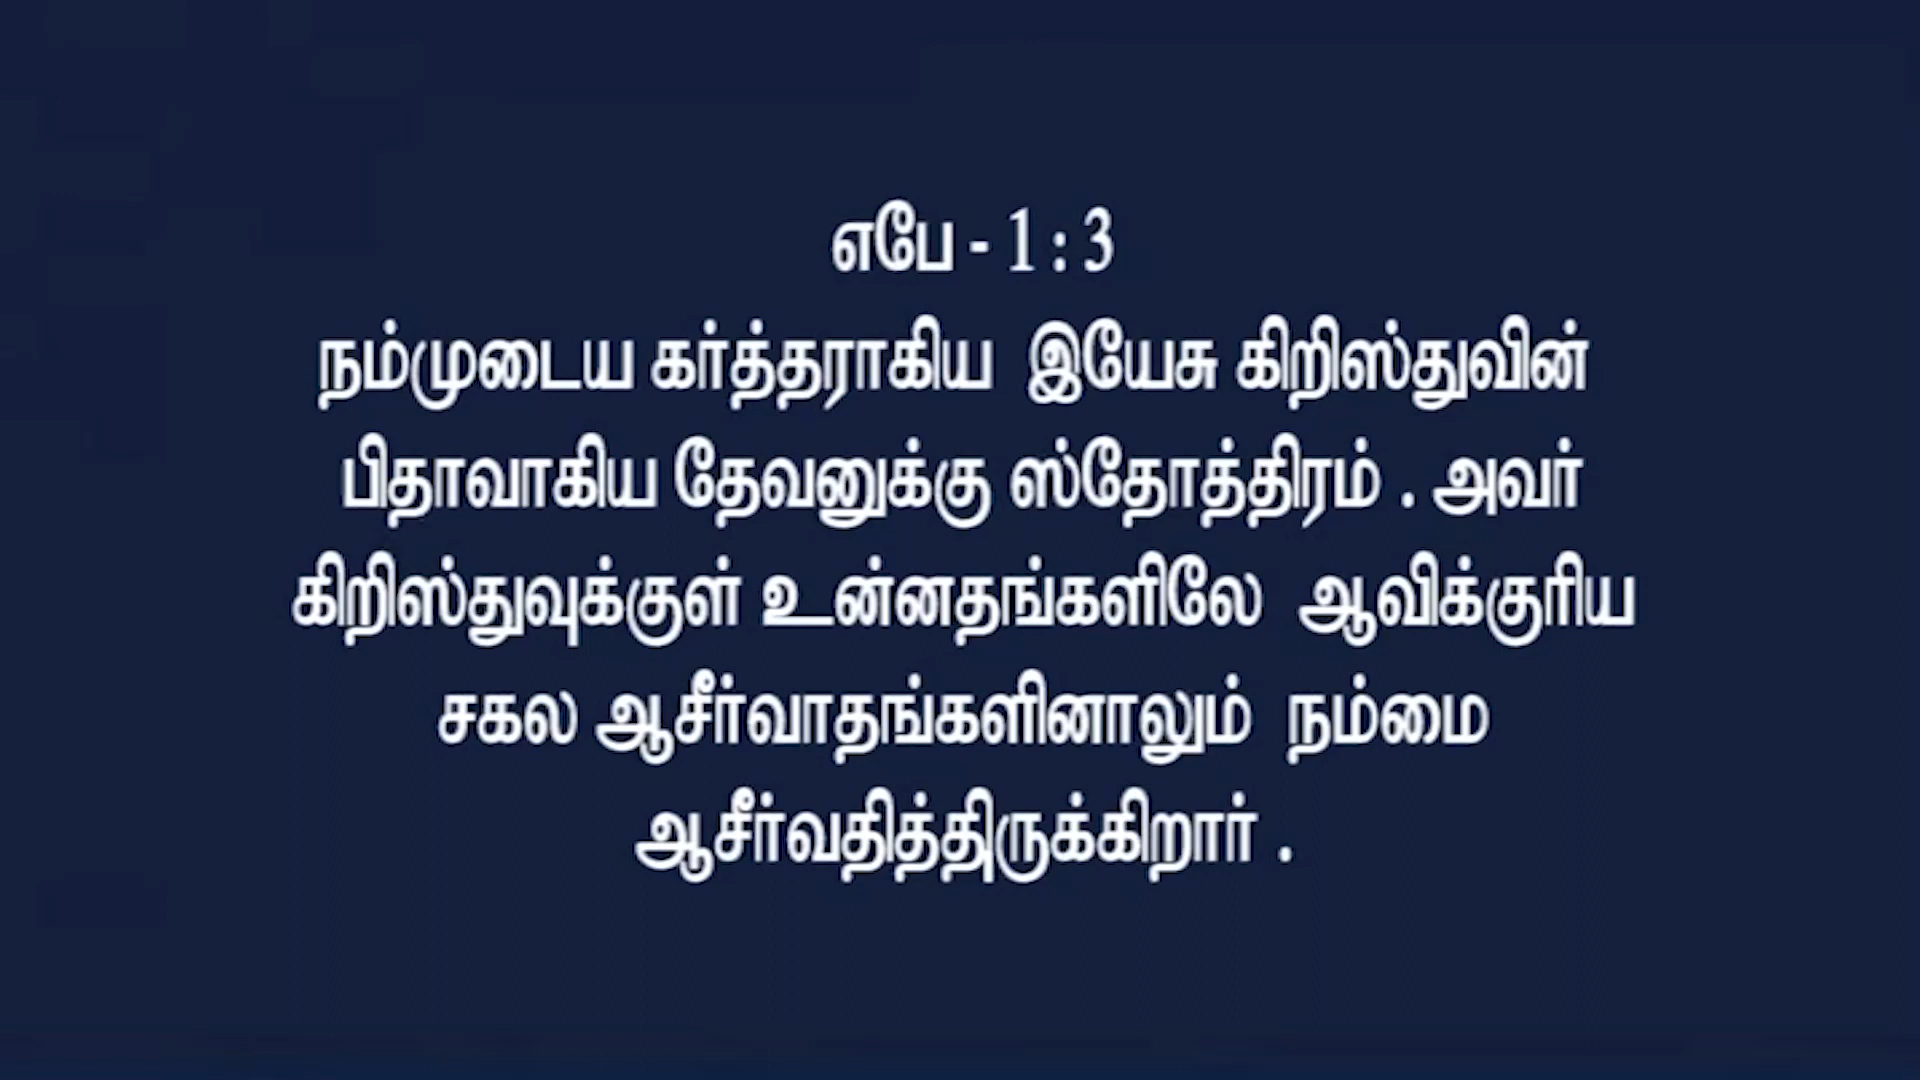 எபே - 1 : 3
நம்முடைய கர்த்தராகிய இயேசு கிறிஸ்துவின்
பிதாவாகிய தேவனுக்கு ஸ்தோத்திரம் . அவர்
கிறிஸ்துவுக்குள் உன்னதங்களிலே ஆவிக்குரிய
சகல ஆசீர்வாதங்களினாலும் நம்மை
ஆசீர்வதித்திருக்கிறார் .